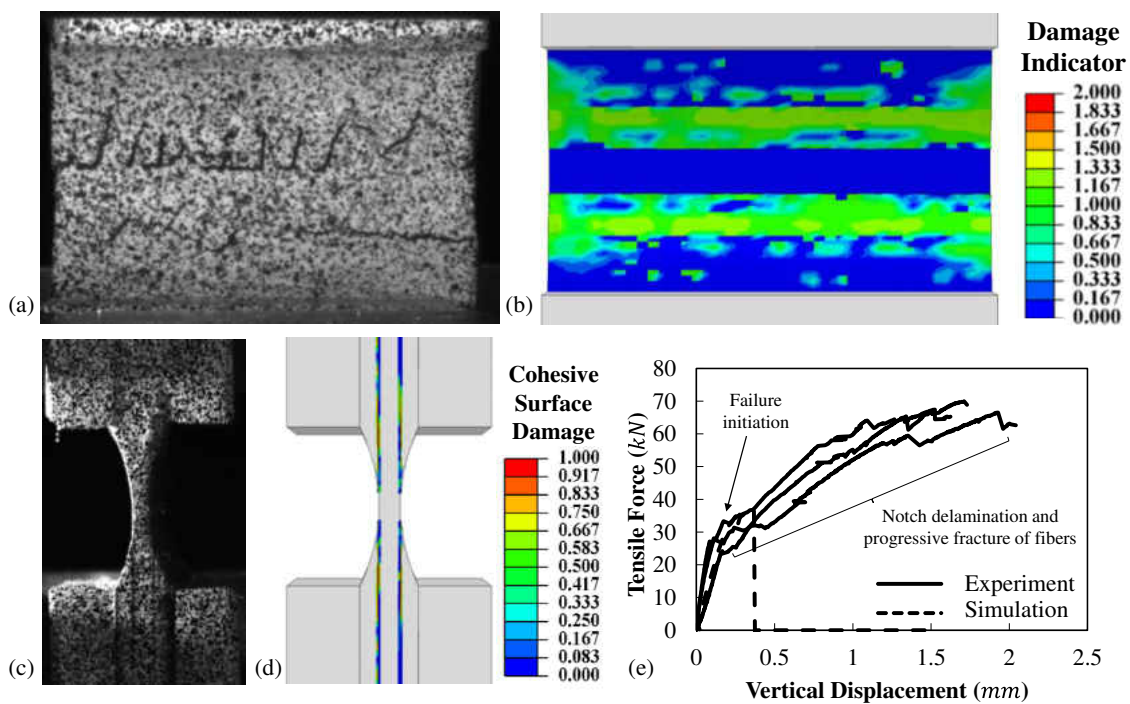 (a)
(b)
Damage
Indicator
2.000
1.833
1.667
1.500
1.333
1.167
1.000
0.833
0.667
0.500
0.333
0.167
0.000
(c)
(d)
Cohesive
Surface
Damage
1.000
0.917
0.833
0.750
0.667
0.583
0.500
0.417
0.333
0.250
0.167
0.083
0.000
(e)
Tensile Force (kN)
80
70
60
50
40
30
20
10
0
Failure
initiation
Notch delamination and
progressive fracture of fibers
Experiment
Simulation
0 0.5 1 1.5 2 2.5
Vertical Displacement (mm)